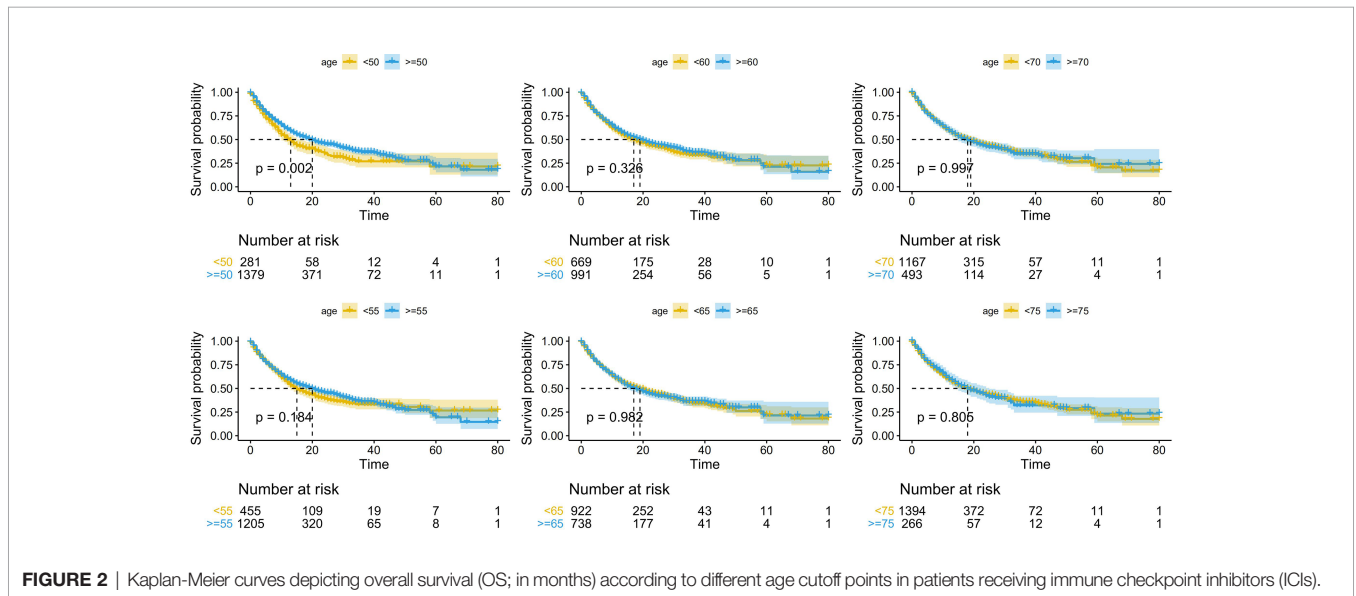 age <50 >=50
Survival probability
1.00
0.75
0.50
0.25
0.00
p = 0.002
0 20 40 60 80
Time
Number at risk
<50 281 58 12 4 1
>=50 1379 371 72 11 1
age <60 >=60
Survival probability
1.00
0.75
0.50
0.25
0.00
p = 0.326
0 20 40 60 80
Time
Number at risk
<60 669 175 28 10 1
>=60 991 254 56 5 1
age <70 >=70
Survival probability
1.00
0.75
0.50
0.25
0.00
p = 0.997
0 20 40 60 80
Time
Number at risk
<70 1167 315 57 11 1
>=70 493 114 27 4 1
age <55 >=55
Survival probability
1.00
0.75
0.50
0.25
0.00
p = 0.184
0 20 40 60 80
Time
Number at risk
<55 455 109 19 7 1
>=55 1205 320 65 8 1
age <65 >=65
Survival probability
1.00
0.75
0.50
0.25
0.00
p = 0.982
0 20 40 60 80
Time
Number at risk
<65 922 252 43 11 1
>=65 738 177 41 4 1
age <75 >=75
Survival probability
1.00
0.75
0.50
0.25
0.00
p = 0.805
0 20 40 60 80
Time
Number at risk
<75 1394 372 72 11 1
>=75 266 57 12 4 1
FIGURE 2 | Kaplan-Meier curves depicting overall survival (OS; in months) according to different age cutoff points in patients receiving immune checkpoint inhibitors (ICIs).